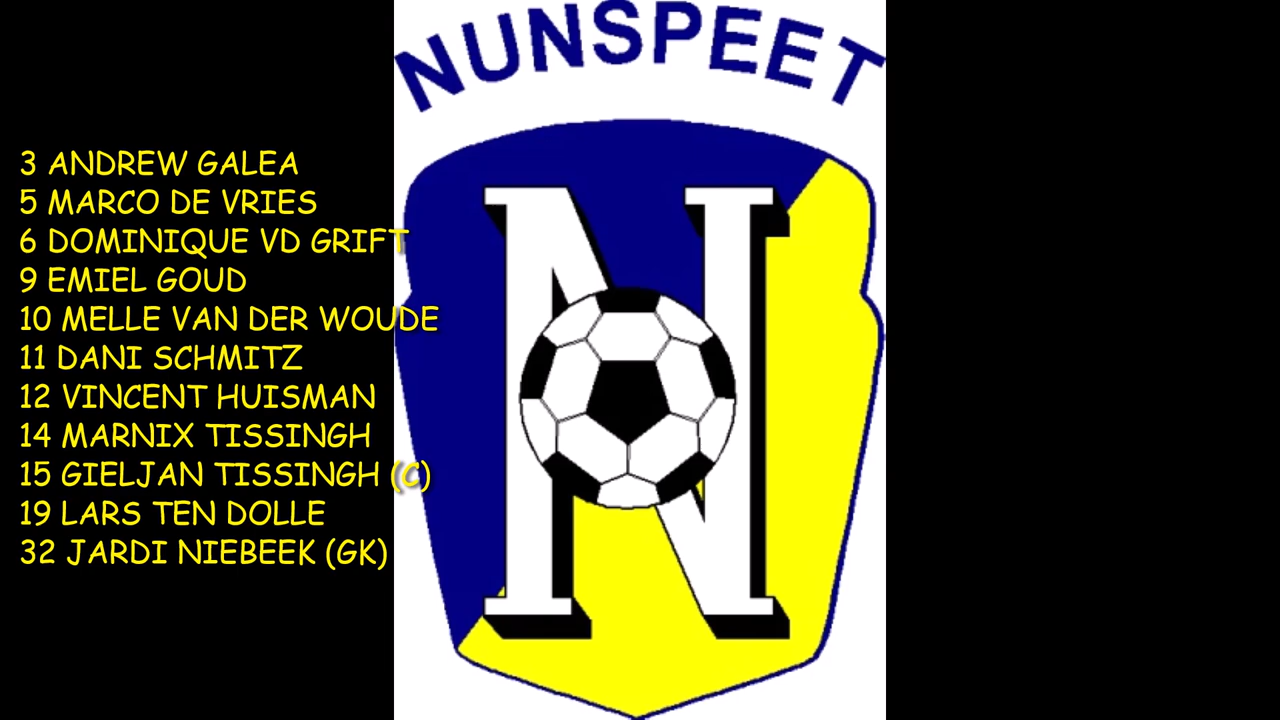 NUNSPEET
3 ANDREW GALEA
5 MARCO DE VRIES
6 DOMINIQUE VD GRIFT
9 EMIEL GOUD
10 MELLE VAN DER WOUDE
11 DANI SCHMITZ
12 VINCENT HUISMAN
14 MARNIX TISSINGH
15 GIELJAN TISSINGH (C)
19 LARS TEN DOLLE
32 JARDI NIEBEEK (GK)
N